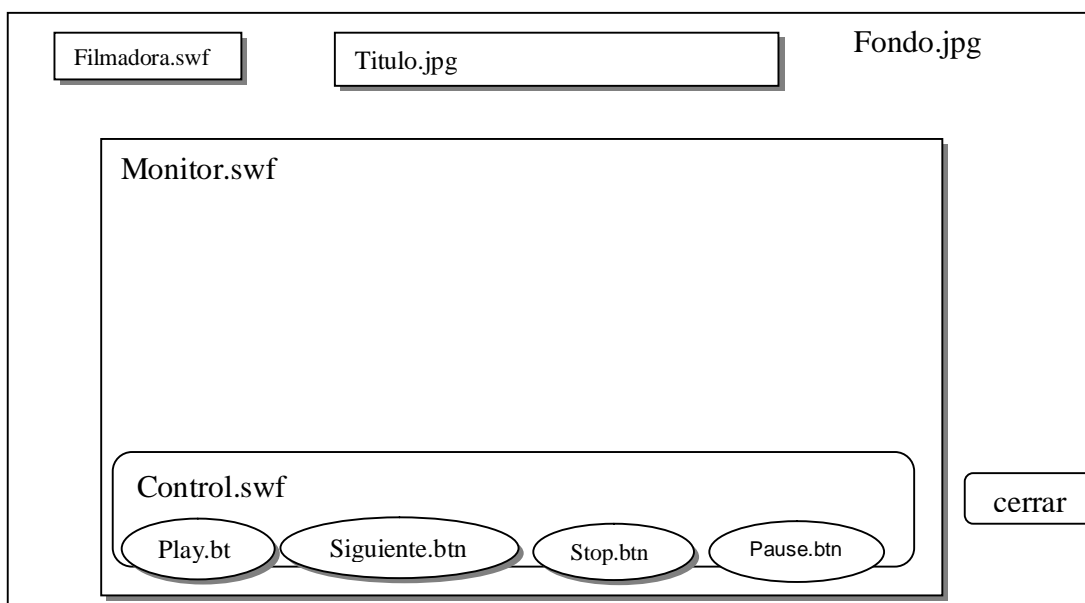 Filmadora.swf
Titulo.jpg
Fondo.jpg
Monitor.swf
Control.swf
cerrar
Play.bt
Siguiente.btn
Stop.btn
Pause.btn